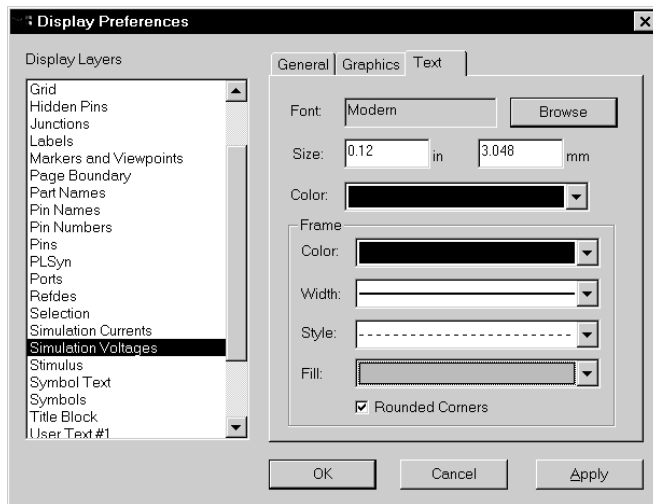 Display Preferences
Display Layers
Grid
Hidden Pins
Junctions
Labels
Markers and Viewpoints
Page Boundary
Part Names
Pin Names
Pin Numbers
Pins
PLSyn
Ports
Refdes
Selection
Simulation Currents
Simulation Voltages
Stimulus
Symbol Text
Symbols
Title Block
User Text #1
General Graphics Text
Font: Modern Browse
Size: 0.12 in 3.048 mm
Color:
Frame
Color:
Width:
Style:
Fill:
Rounded Corners
OK Cancel Apply